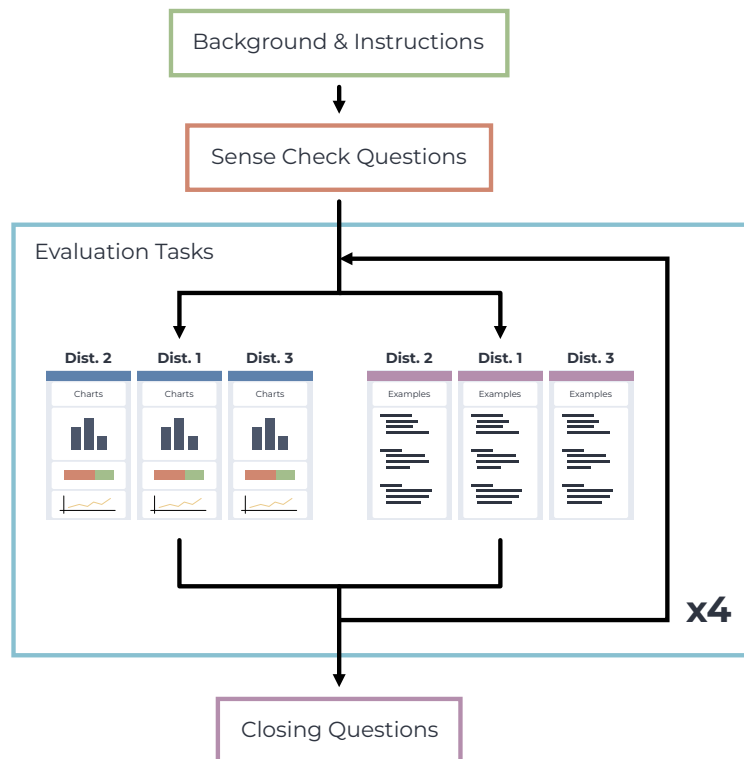 Background & Instructions
Sense Check Questions
Evaluation Tasks
Dist. 2 Dist. 1 Dist. 3 Dist. 2 Dist. 1 Dist. 3
Charts Charts Charts Examples Examples Examples
x4
Closing Questions